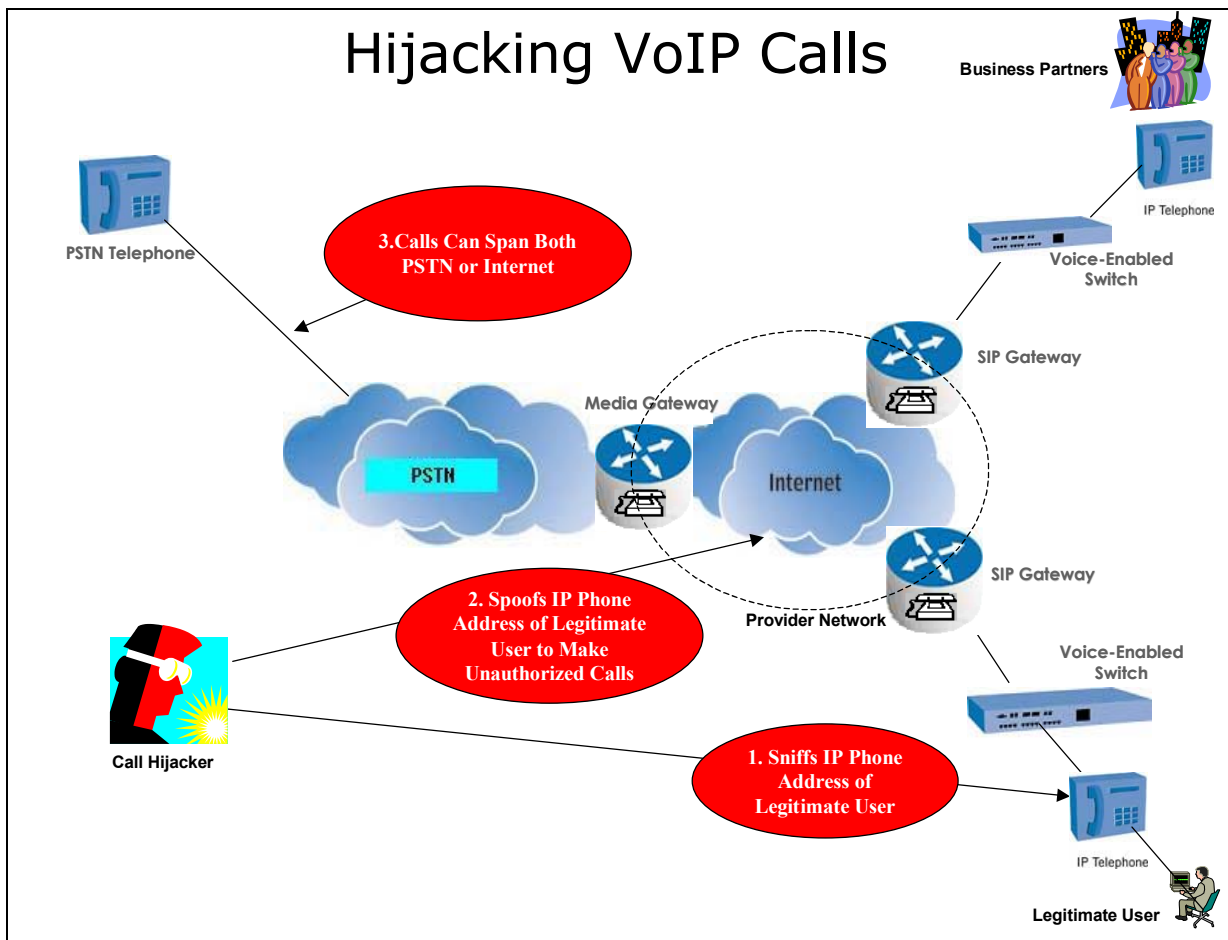 Hijacking VoIP Calls
Business Partners
IP Telephone
PSTN Telephone
3.Calls Can Span Both
PSTN or Internet
Voice-Enabled
Switch
SIP Gateway
Media Gateway
PSTN
Internet
SIP Gateway
2. Spoofs IP Phone
Address of Legitimate
User to Make
Unauthorized Calls
Provider Network
Voice-Enabled
Switch
Call Hijacker
1. Sniffs IP Phone
Address of
Legitimate User
IP Telephone
Legitimate User